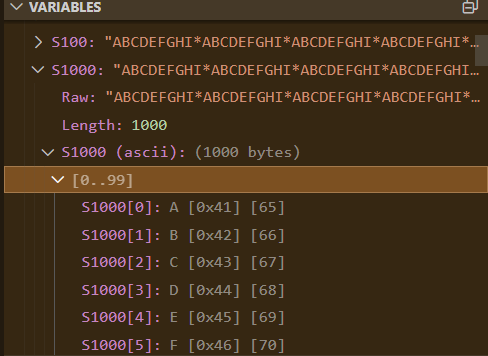 VARIABLES
S100: "ABCDEFGHI*ABCDEFGHI*ABCDEFGHI*ABCDEFGHI*…
S1000: "ABCDEFGHI*ABCDEFGHI*ABCDEFGHI*ABCDEFGHI…
Raw: "ABCDEFGHI*ABCDEFGHI*ABCDEFGHI*ABCDEFGHI*…
Length: 1000
S1000 (ascii): (1000 bytes)
[0..99]
S1000[0]: A [0x41] [65]
S1000[1]: B [0x42] [66]
S1000[2]: C [0x43] [67]
S1000[3]: D [0x44] [68]
S1000[4]: E [0x45] [69]
S1000[5]: F [0x46] [70]